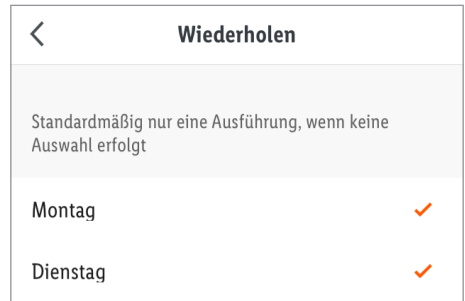 Wiederholen
Standardmäßig nur eine Ausführung, wenn keine
Auswahl erfolgt
Montag
Dienstag